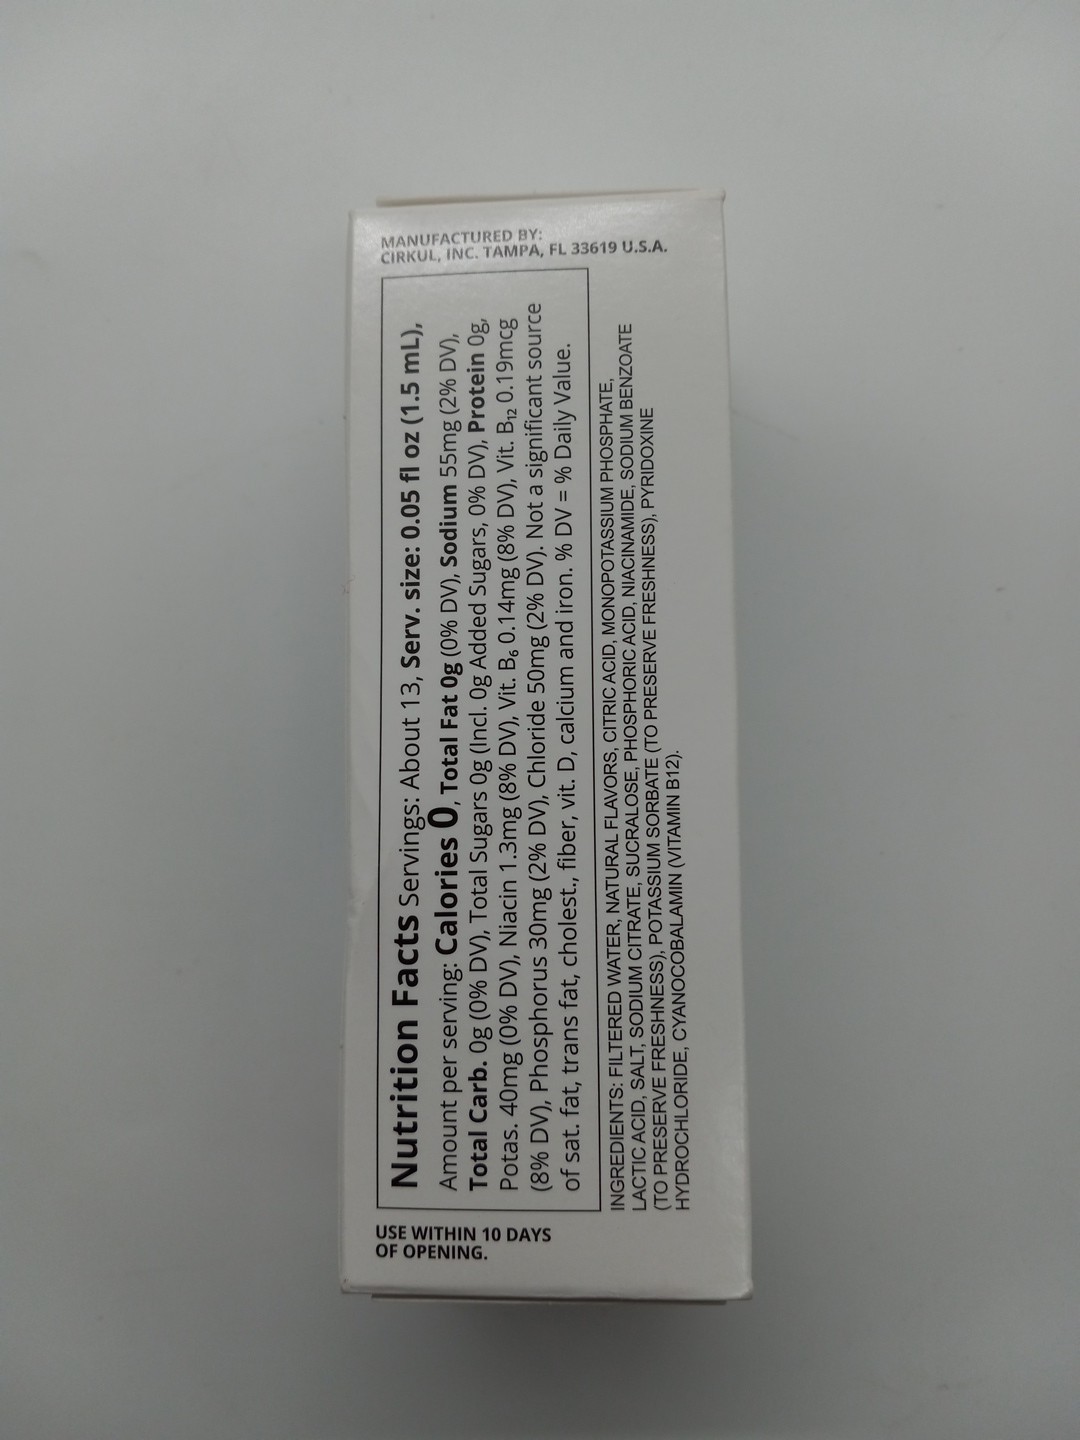 MANUFACTURED BY:
CIRKUL, INC. TAMPA, FL 33619 U.S.A.
Nutrition Facts Servings: About 13, Serv. size: 0.05 fl oz (1.5 mL),
Amount per serving: Calories 0, Total Fat 0g (0% DV), Sodium 55mg (2% DV),
Total Carb. 0g (0% DV), Total Sugars 0g (Incl. 0g Added Sugars, 0% DV), Protein 0g,
Potas. 40mg (0% DV), Niacin 1.3mg (8% DV), Vit. B₆ 0.14mg (8% DV), Vit. B₁₂ 0.19mcg
(8% DV), Phosphorus 30mg (2% DV), Chloride 50mg (2% DV). Not a significant source
of sat. fat, trans fat, cholest., fiber, vit. D, calcium and iron. % DV = % Daily Value.
INGREDIENTS: FILTERED WATER, NATURAL FLAVORS, CITRIC ACID, MONOPOTASSIUM PHOSPHATE,
LACTIC ACID, SALT, SODIUM CITRATE, SUCRALOSE, PHOSPHORIC ACID, NIACINAMIDE, SODIUM BENZOATE
(TO PRESERVE FRESHNESS), POTASSIUM SORBATE (TO PRESERVE FRESHNESS), PYRIDOXINE
HYDROCHLORIDE, CYANOCOBALAMIN (VITAMIN B12).
USE WITHIN 10 DAYS
OF OPENING.